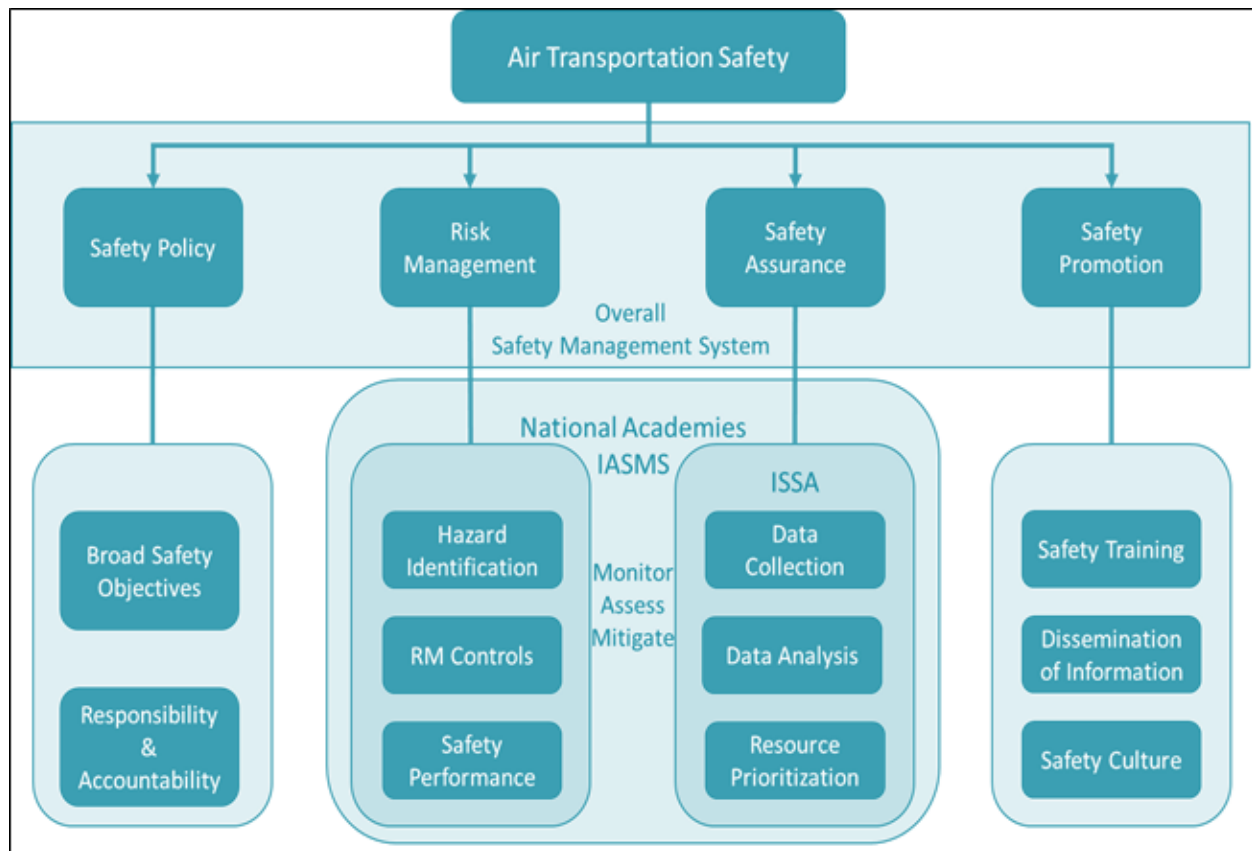 Air Transportation Safety
Safety Policy
Risk
Management
Safety
Assurance
Safety
Promotion
Overall
Safety Management System
National Academies
IASMS
ISSA
Broad Safety
Objectives
Responsibility
&
Accountability
Hazard
Identification
RM Controls
Safety
Performance
Monitor
Assess
Mitigate
Data
Collection
Data Analysis
Resource
Prioritization
Safety Training
Dissemination
of Information
Safety Culture